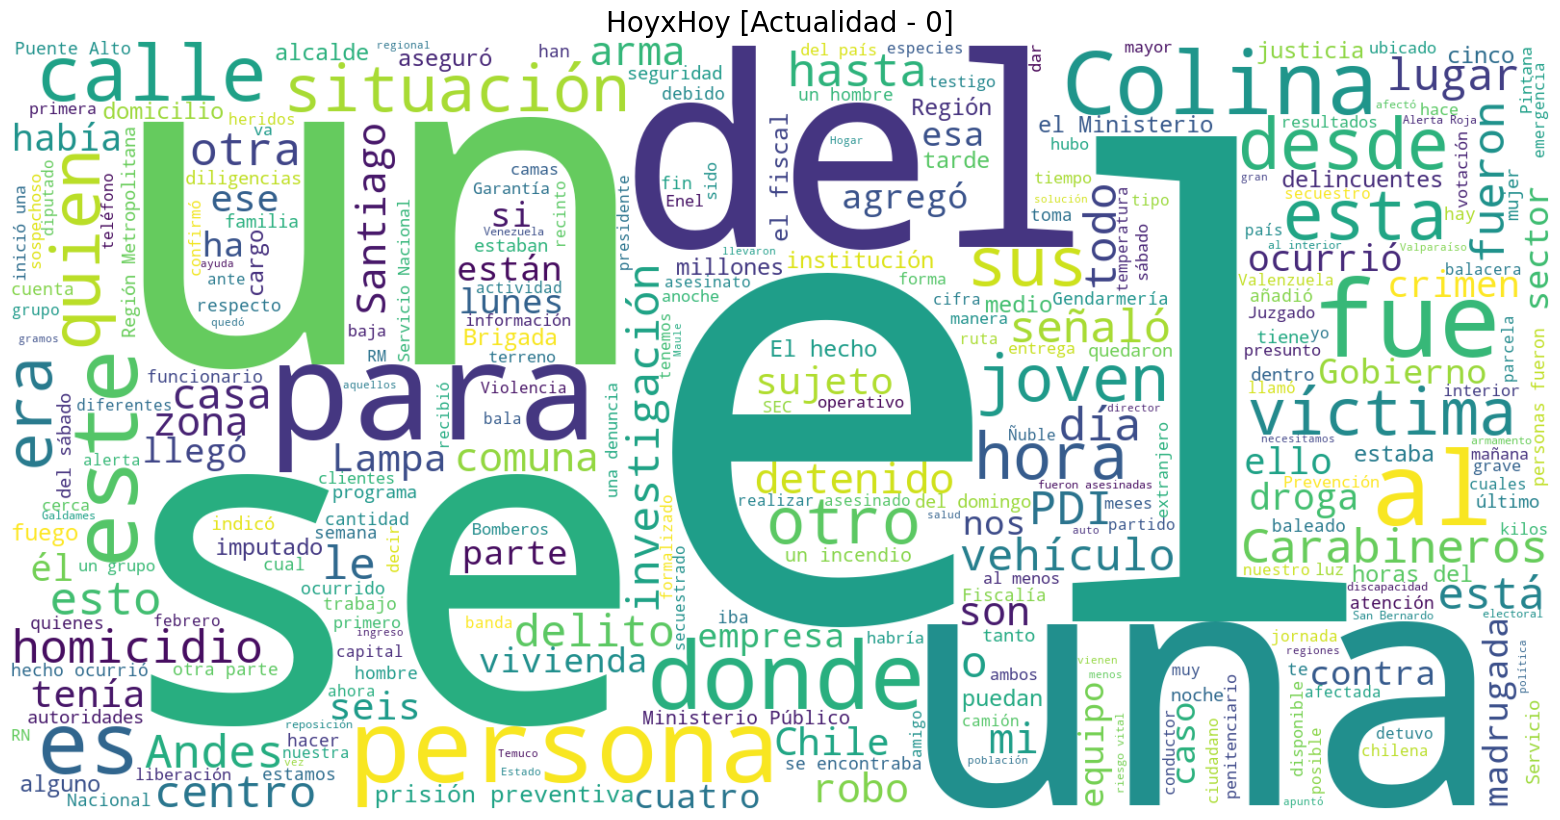 HoyxHoy [Actualidad - 0]
Puente Alto
calle
alcalde
regional
aseguró
han
arma
del país
especies
mayor
justicia
ubicado
cinco
situación
seguridad
debido
hasta
testigo
dar
Colina
lugar
Pintana
emergencia
primera
domicilio
un hombre
Región
hace
afectó
había
heridos
va
un
del
Hogar
esa
el Ministerio
resultados
Alerta Roja
fueron
otra
Santiago
camas
el fiscal
tarde
hubo
desde
votación
mujer
quien
diligencias
Garantía
recinto
presidente
fin
sido
Enel
agregó
tiempo
todo
tipo
gran
delincuentes
secuestro
Región Metropolitana
teléfono
diputado
sospechoso
inició una
ese
familia
si
Venezuela
estaban
toma
solución
temperatura
sábado
esta
hay
país
sector
confirmó
ha
ayuda
cargo
Servicio Nacional
están
llevaron
millones
institución
sus
al interior
Valparaíso
ocurrió
balacera
cuenta
ante
respecto
actividad
lunes
asesinato
anoche
forma
cifra
medio
Gendarmería
Valenzuela
añadió
crimen
grupo
quedó
baja
información
investigación
tenemos
Maule
manera
señaló
Juzgado
fue
gramos
RM
Brigada
terreno
El hecho
ruta
entrega
quedaron
tiene
yo
presunto
parcela
era
este
funcionario
para
aquellos
Violencia
sujeto
SEC
operativo
joven
dentro
Gobierno
diferentes
casa
bala
el
director
día
llamó
víctima
interior
personas fueron
del sábado
zona
recibió
una denuncia
Ñuble
hora
extranjero
necesitamos
armamento
alerta
llegó
Lampa
comuna
detenido
fueron asesinadas
ello
estaba
mañana
grave
cerca
Galdames
clientes
programa
realizar
asesinado
del domingo
PDI
meses
droga
Prevención
al
cuales
último
fuego
indicó
cantidad
semana
Bomberos
otro
salud
nos
auto
partido
baleado
kilos
imputado
decir
parte
un incendio
vehículo
Carabineros
él
un grupo
cual
le
se
formalizado
secuestrado
al menos
nuestro
luz
horas del
esto
ocurrido
trabajo
Fiscalía
discapacidad
atención
está
quienes
febrero
primero
ingreso
banda
delito
empresa
iba
habría
son
San Bernardo
electoral
homicidio
capital
una
tanto
jornada
regiones
hecho ocurrió
otra parte
hombre
vivienda
donde
o
ambos
vienen
menos
muy
te
contra
madrugada
política
tenía
ahora
seis
puedan
noche
afectada
autoridades
reposición
Ministerio Público
amigo
camión
equipo
penitenciario
RN
es
Andes
hacer
nuestra
persona
Temuco
Chile
mi
riesgo vital
conductor
caso
ciudadano
disponible
posible
detuvo
chilena
Servicio
vez
Estado
se encontraba
población
alguno
liberación
estamos
Nacional
centro
prisión preventiva
cuatro
robo
apuntó